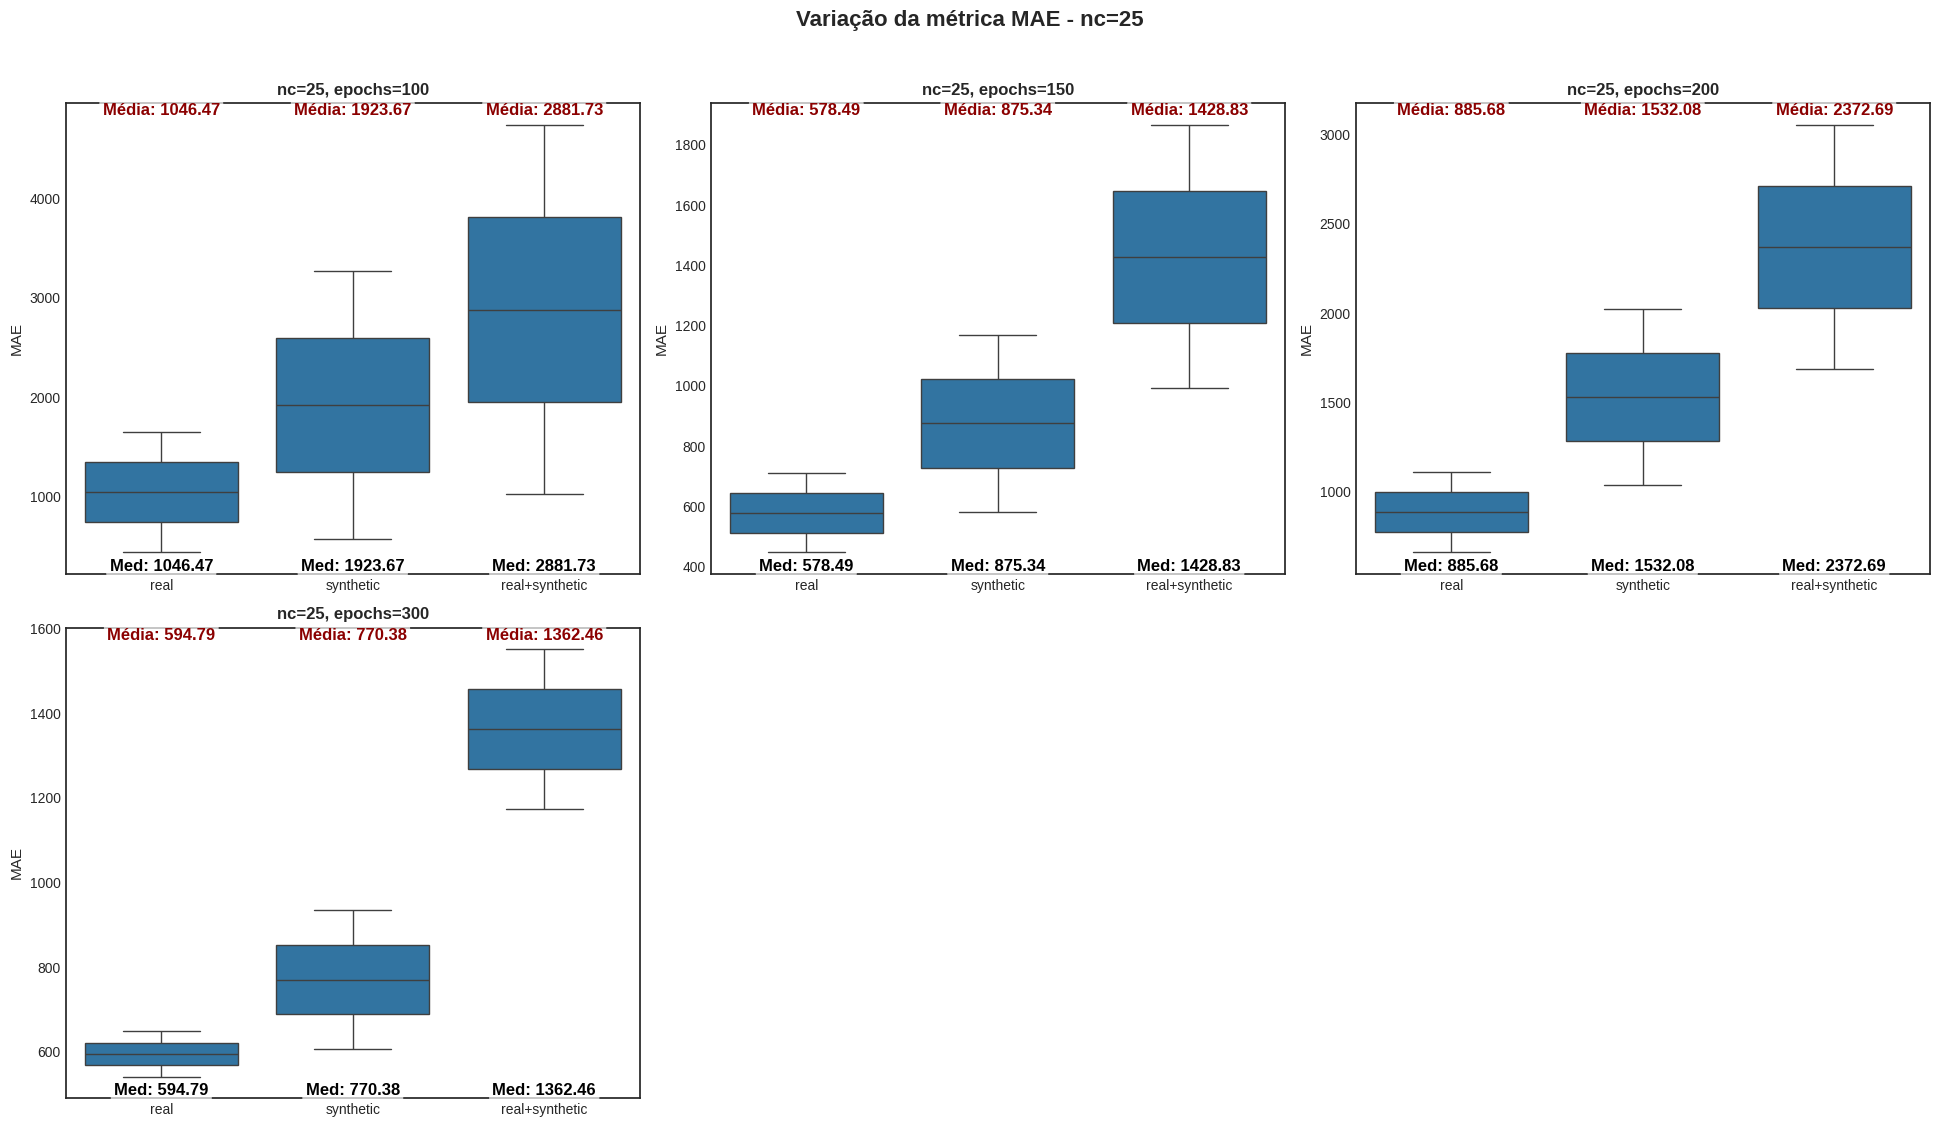 Variação da métrica MAE - nc=25
nc=25, epochs=100
Média: 1046.47 Média: 1923.67 Média: 2881.73
4000
3000
2000
1000
MAE
Med: 1046.47 Med: 1923.67 Med: 2881.73
real synthetic real+synthetic
nc=25, epochs=150
Média: 578.49 Média: 875.34 Média: 1428.83
1800
1600
1400
1200
1000
800
600
400
MAE
Med: 578.49 Med: 875.34 Med: 1428.83
real synthetic real+synthetic
nc=25, epochs=200
Média: 885.68 Média: 1532.08 Média: 2372.69
3000
2500
2000
1500
1000
MAE
Med: 885.68 Med: 1532.08 Med: 2372.69
real synthetic real+synthetic
nc=25, epochs=300
Média: 594.79 Média: 770.38 Média: 1362.46
1600
1400
1200
1000
800
600
MAE
Med: 594.79 Med: 770.38 Med: 1362.46
real synthetic real+synthetic